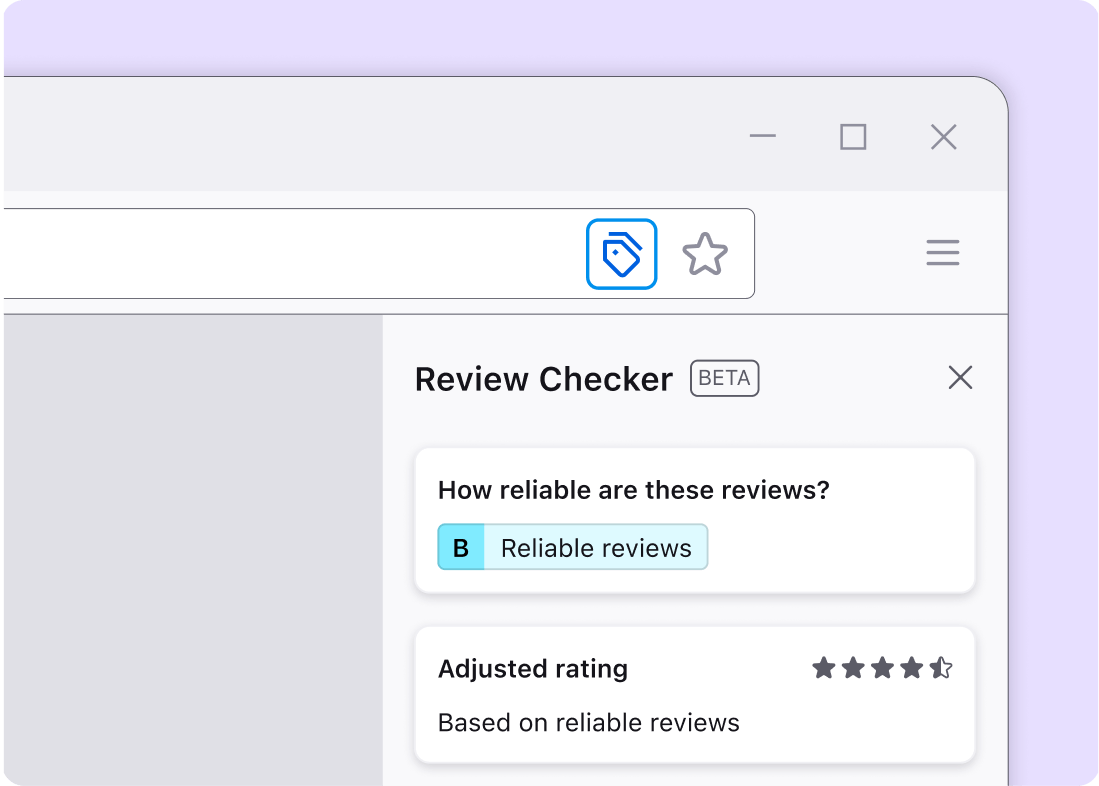 Review Checker BETA
How reliable are these reviews?
B Reliable reviews
Adjusted rating
Based on reliable reviews